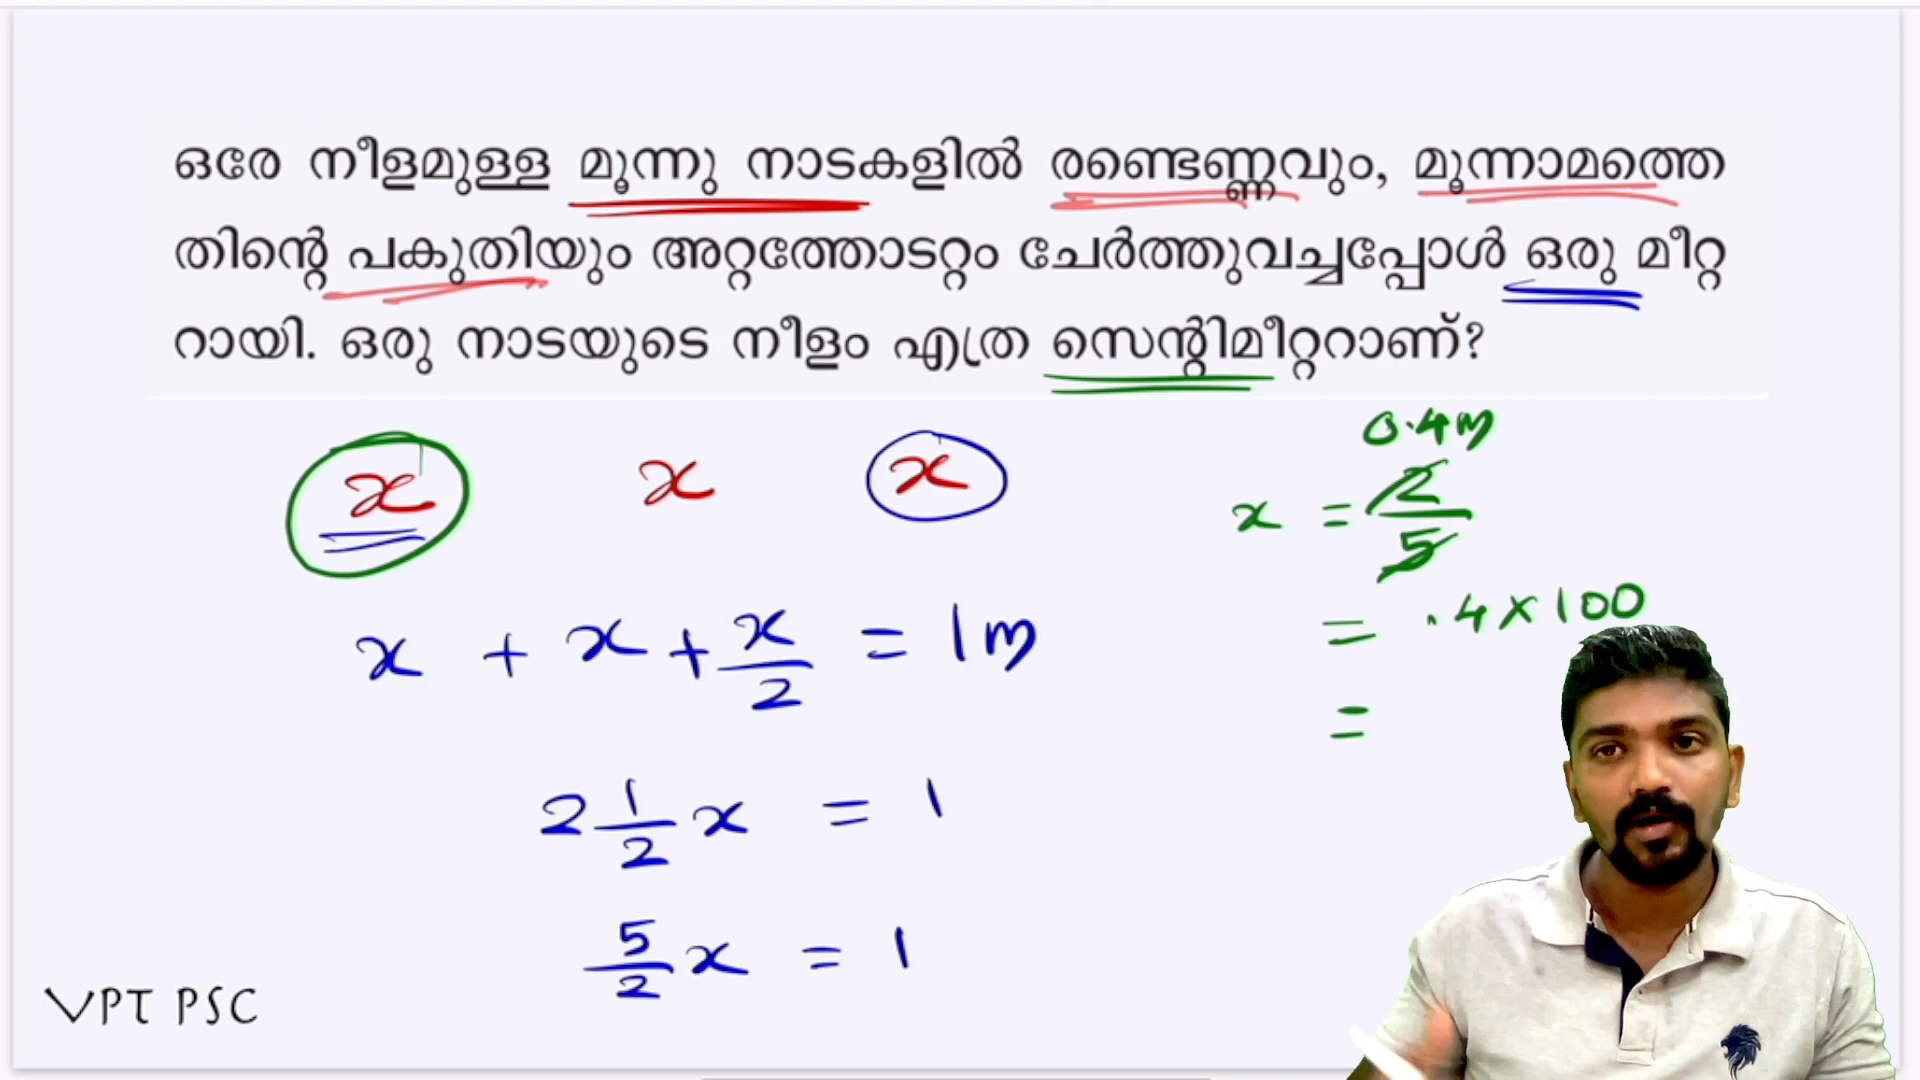 ഒരേ നീളമുള്ള മൂന്നു നാടകളിൽ രണ്ടെണ്ണവും, മൂന്നാമത്തെ
തിന്റെ പകുതിയും അറ്റത്തോടറ്റം ചേർത്തുവച്ചപ്പോൾ ഒരു മീറ്റ
റായി. ഒരു നാടയുടെ നീളം എത്ര സെന്റിമീറ്ററാണ്?
x x x
x + x + x/2 = 1m
2 1/2 x = 1
5/2 x = 1
0.4m
x = 2/5
= .4 × 100
=
VPT PSC